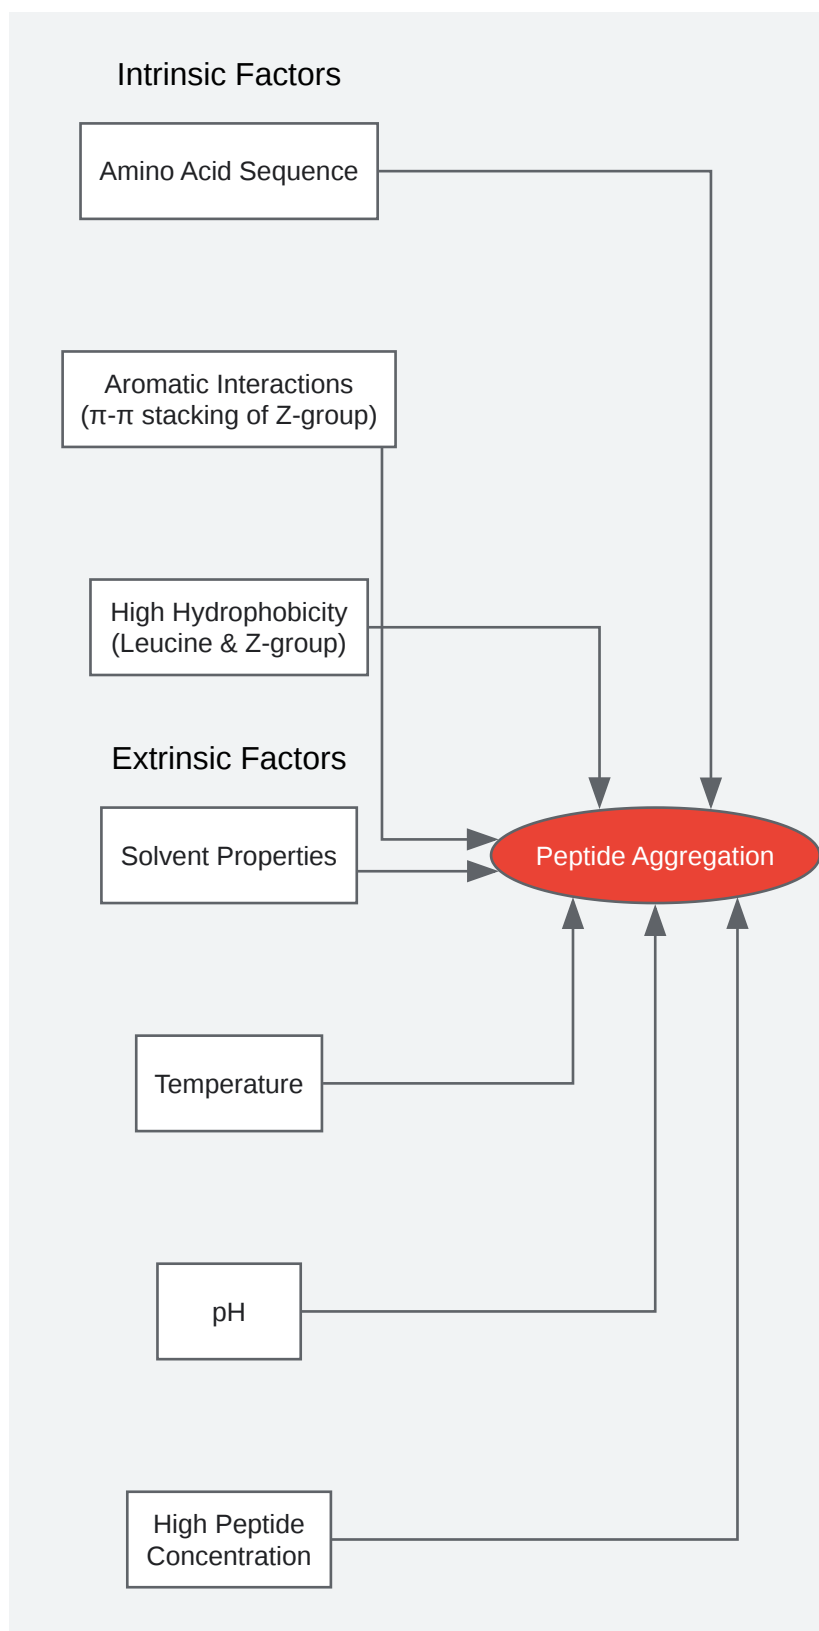 Intrinsic Factors
Amino Acid Sequence
Aromatic Interactions
(π-π stacking of Z-group)
High Hydrophobicity
(Leucine & Z-group)
Extrinsic Factors
Solvent Properties
Peptide Aggregation
Temperature
pH
High Peptide
Concentration